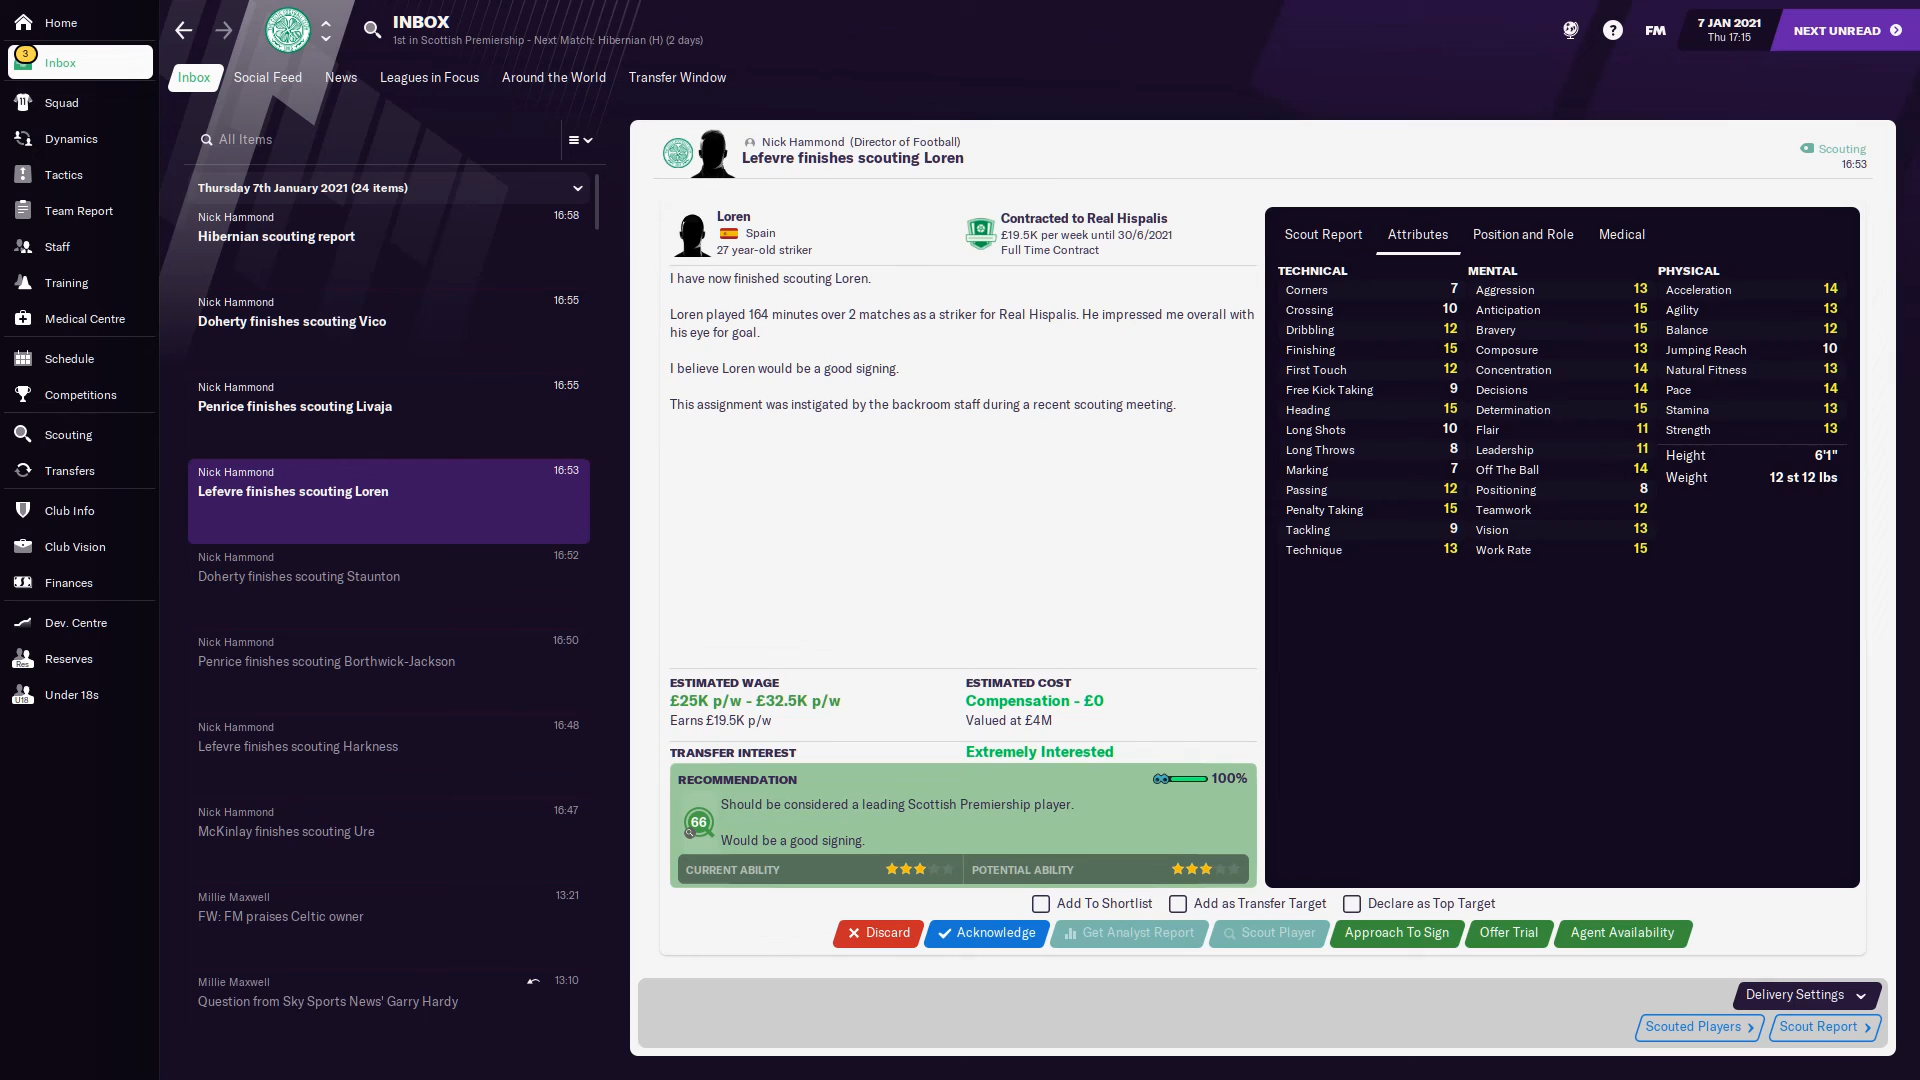 Home
3
Inbox
Squad
Dynamics
Tactics
Team Report
Staff
Training
Medical Centre
Schedule
Competitions
Scouting
Transfers
Club Info
Club Vision
Finances
Dev. Centre
Res
Reserves
U18
Under 18s
INBOX
1st in Scottish Premiership - Next Match: Hibernian (H) (2 days)
FM
7 JAN 2021
Thu 17:15
NEXT UNREAD
Inbox Social Feed News Leagues in Focus Around the World Transfer Window
All Items
Thursday 7th January 2021 (24 items)
Nick Hammond 16:58
Hibernian scouting report
Nick Hammond 16:55
Doherty finishes scouting Vico
Nick Hammond 16:55
Penrice finishes scouting Livaja
Nick Hammond 16:53
Lefevre finishes scouting Loren
Nick Hammond 16:52
Doherty finishes scouting Staunton
Nick Hammond 16:50
Penrice finishes scouting Borthwick-Jackson
Nick Hammond 16:48
Lefevre finishes scouting Harkness
Nick Hammond 16:47
McKinlay finishes scouting Ure
Millie Maxwell 13:21
FW: FM praises Celtic owner
Millie Maxwell 13:10
Question from Sky Sports News' Garry Hardy
Nick Hammond (Director of Football)
Lefevre finishes scouting Loren
Scouting
16:53
Loren
Spain
27 year-old striker
Contracted to Real Hispalis
£19.5K per week until 30/6/2021
Full Time Contract
I have now finished scouting Loren.
Loren played 164 minutes over 2 matches as a striker for Real Hispalis. He impressed me overall with
his eye for goal.
I believe Loren would be a good signing.
This assignment was instigated by the backroom staff during a recent scouting meeting.
ESTIMATED WAGE
£25K p/w - £32.5K p/w
Earns £19.5K p/w
ESTIMATED COST
Compensation - £0
Valued at £4M
TRANSFER INTEREST Extremely Interested
RECOMMENDATION 100%
66
Should be considered a leading Scottish Premiership player.
Would be a good signing.
CURRENT ABILITY POTENTIAL ABILITY
Scout Report Attributes Position and Role Medical
TECHNICAL
Corners 7
Crossing 10
Dribbling 12
Finishing 15
First Touch 12
Free Kick Taking 9
Heading 15
Long Shots 10
Long Throws 8
Marking 7
Passing 12
Penalty Taking 15
Tackling 9
Technique 13
MENTAL
Aggression 13
Anticipation 15
Bravery 15
Composure 13
Concentration 14
Decisions 14
Determination 15
Flair 11
Leadership 11
Off The Ball 14
Positioning 8
Teamwork 12
Vision 13
Work Rate 15
PHYSICAL
Acceleration 14
Agility 13
Balance 12
Jumping Reach 10
Natural Fitness 13
Pace 14
Stamina 13
Strength 13
Height 6'1"
Weight 12 st 12 lbs
Add To Shortlist Add as Transfer Target Declare as Top Target
Discard Acknowledge Get Analyst Report Scout Player Approach To Sign Offer Trial Agent Availability
Delivery Settings
Scouted Players Scout Report